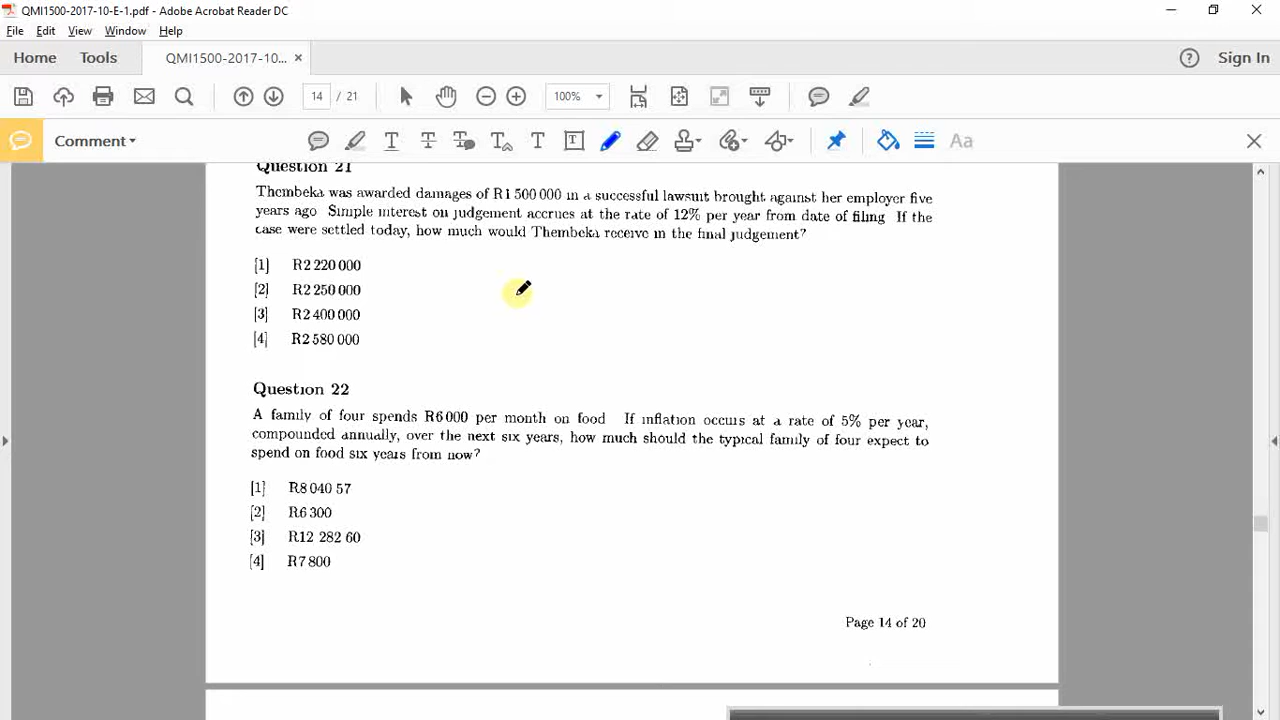 QMI1500-2017-10-E-1.pdf - Adobe Acrobat Reader DC
File Edit View Window Help
Home Tools QMI1500-2017-10-... × Sign In
14 / 21 100%
Comment Aa
Question 21
Thembeka was awarded damages of R1 500 000 in a successful lawsuit brought against her employer five
years ago Simple interest on judgement accrues at the rate of 12% per year from date of filing If the
case were settled today, how much would Thembeka receive in the final judgement?
[1] R2 220 000
[2] R2 250 000
[3] R2 400 000
[4] R2 580 000
Question 22
A family of four spends R6 000 per month on food If inflation occurs at a rate of 5% per year,
compounded annually, over the next six years, how much should the typical family of four expect to
spend on food six years from now?
[1] R8 040 57
[2] R6 300
[3] R12 282 60
[4] R7 800
Page 14 of 20